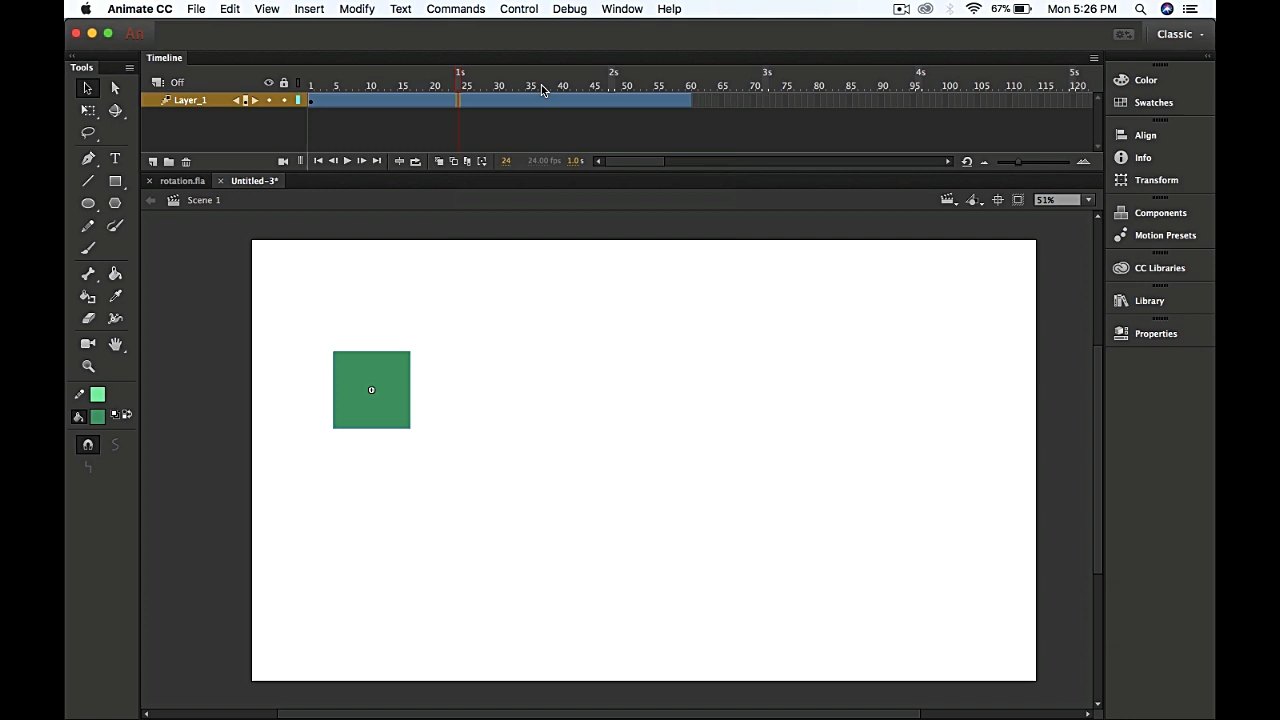 Animate CC File Edit View Insert Modify Text Commands Control Debug Window Help 67% Mon 5:26 PM
An Classic
Timeline
Tools
1s 2s 3s 4s 5s
Off 1 5 10 15 20 25 30 35 40 45 50 55 60 65 70 75 80 85 90 95 100 105 110 115 120
Layer_1
T
24 24.00 fps 1.0 s
rotation.fla Untitled-3*
Scene 1 51%
Color
Swatches
Align
Info
Transform
Components
Motion Presets
CC Libraries
Library
Properties